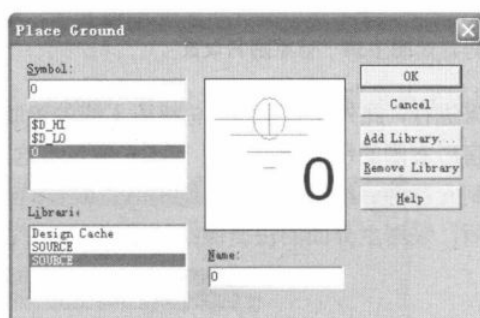 Place Ground
Symbol:
0
$D_HI
$D_LO
0
Librari
Design Cache
SOURCE
SOURCE
0
Name:
0
OK
Cancel
Add Library...
Remove Library
Help